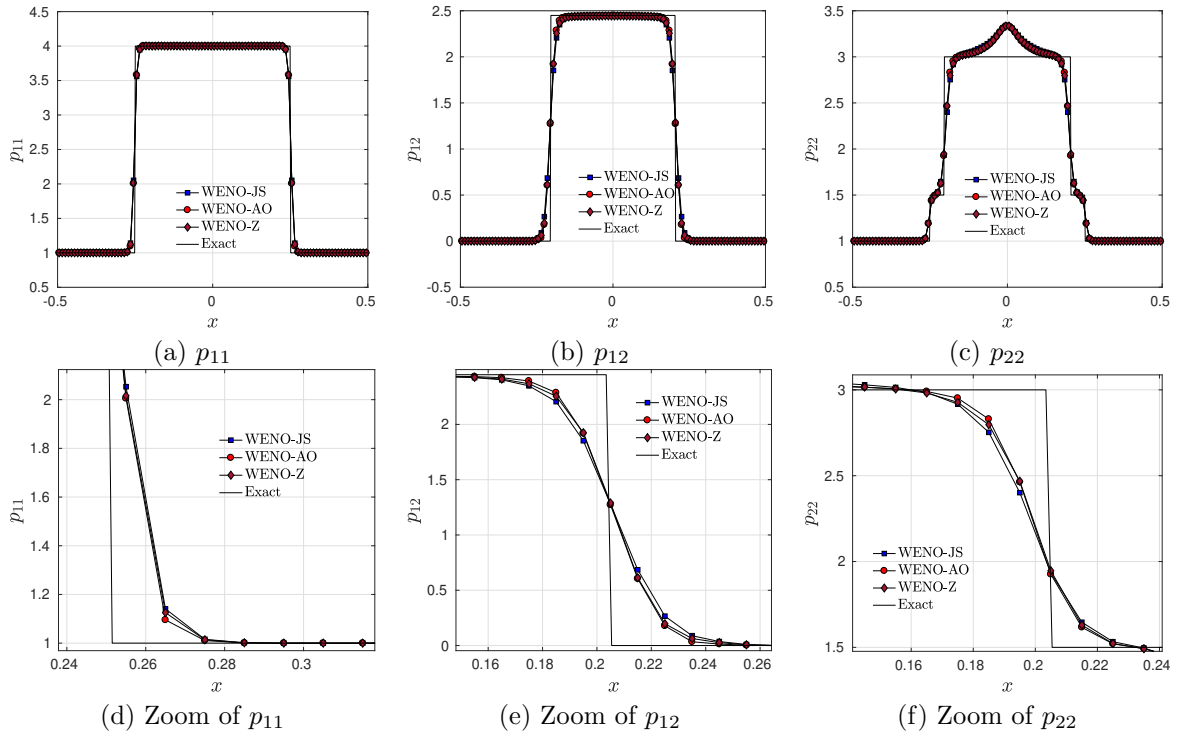 4.5
4
3.5
3
2.5
2
1.5
1
0.5
-0.5 0 0.5
p11
x
WENO-JS
WENO-AO
WENO-Z
Exact
(a) p11
2.5
2
1.5
1
0.5
0
-0.5
-0.5 0 0.5
p12
x
WENO-JS
WENO-AO
WENO-Z
Exact
(b) p12
3.5
3
2.5
2
1.5
1
0.5
-0.5 0 0.5
p22
x
WENO-JS
WENO-AO
WENO-Z
Exact
(c) p22
2
1.8
1.6
1.4
1.2
1
0.24 0.26 0.28 0.3
p11
x
WENO-JS
WENO-AO
WENO-Z
Exact
(d) Zoom of p11
2
1.5
1
0.5
0
0.16 0.18 0.2 0.22 0.24 0.26
p12
x
WENO-JS
WENO-AO
WENO-Z
Exact
(e) Zoom of p12
3
2.5
2
1.5
0.16 0.18 0.2 0.22 0.24
p22
x
WENO-JS
WENO-AO
WENO-Z
Exact
(f) Zoom of p22